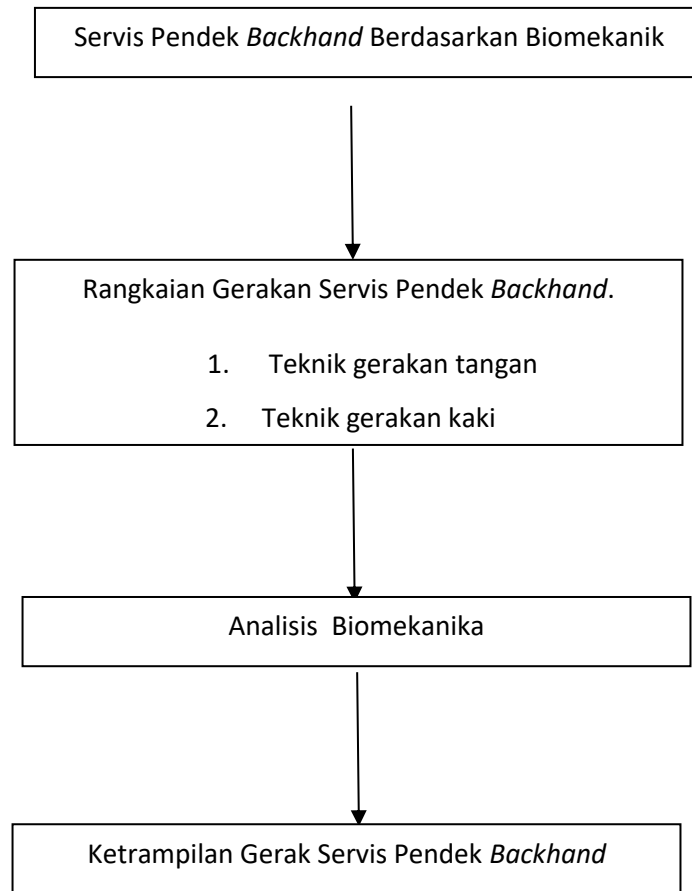 Servis Pendek Backhand Berdasarkan Biomekanik
Rangkaian Gerakan Servis Pendek Backhand.
1. Teknik gerakan tangan
2. Teknik gerakan kaki
Analisis Biomekanika
Ketrampilan Gerak Servis Pendek Backhand